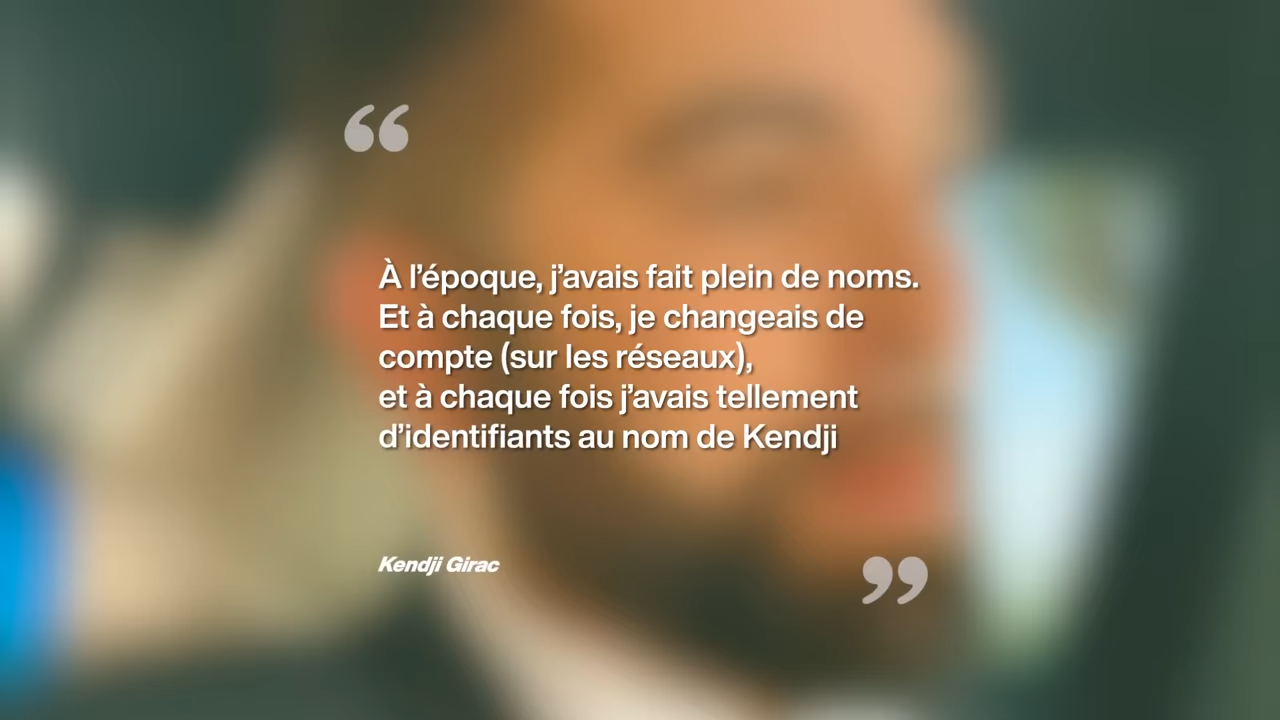 “
À l’époque, j’avais fait plein de noms.
Et à chaque fois, je changeais de
compte (sur les réseaux),
et à chaque fois j’avais tellement
d’identifiants au nom de Kendji
Kendji Girac
”